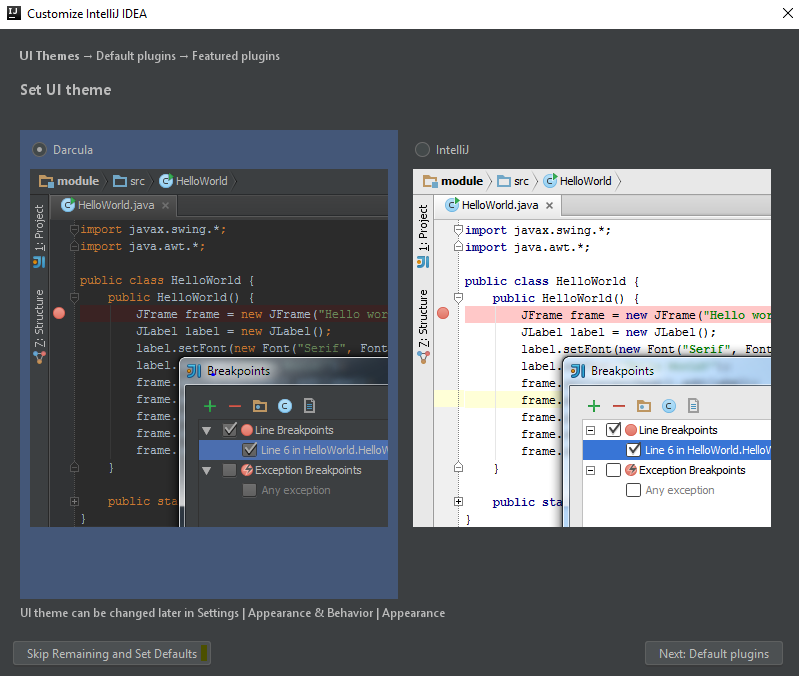 Customize IntelliJ IDEA
UI Themes → Default plugins → Featured plugins
Set UI theme
Darcula
module src HelloWorld
HelloWorld.java
1: Project
Z: Structure
import javax.swing.*;
import java.awt.*;
public class HelloWorld {
public HelloWorld() {
JFrame frame = new JFrame("Hello wor
JLabel label = new JLabel();
label.setFont(new Font("Serif", Font
label.
frame.
frame.
frame.
frame.
frame.
}
public sta
}
Breakpoints
Line Breakpoints
Line 6 in HelloWorld.HelloW
Exception Breakpoints
Any exception
IntelliJ
module src HelloWorld
HelloWorld.java
1: Project
Z: Structure
import javax.swing.*;
import java.awt.*;
public class HelloWorld {
public HelloWorld() {
JFrame frame = new JFrame("Hello wor
JLabel label = new JLabel();
label.setFont(new Font("Serif", Font
label.
frame.
frame.
frame.
frame.
frame.
}
public sta
}
Breakpoints
Line Breakpoints
Line 6 in HelloWorld.HelloW
Exception Breakpoints
Any exception
UI theme can be changed later in Settings | Appearance & Behavior | Appearance
Skip Remaining and Set Defaults
Next: Default plugins